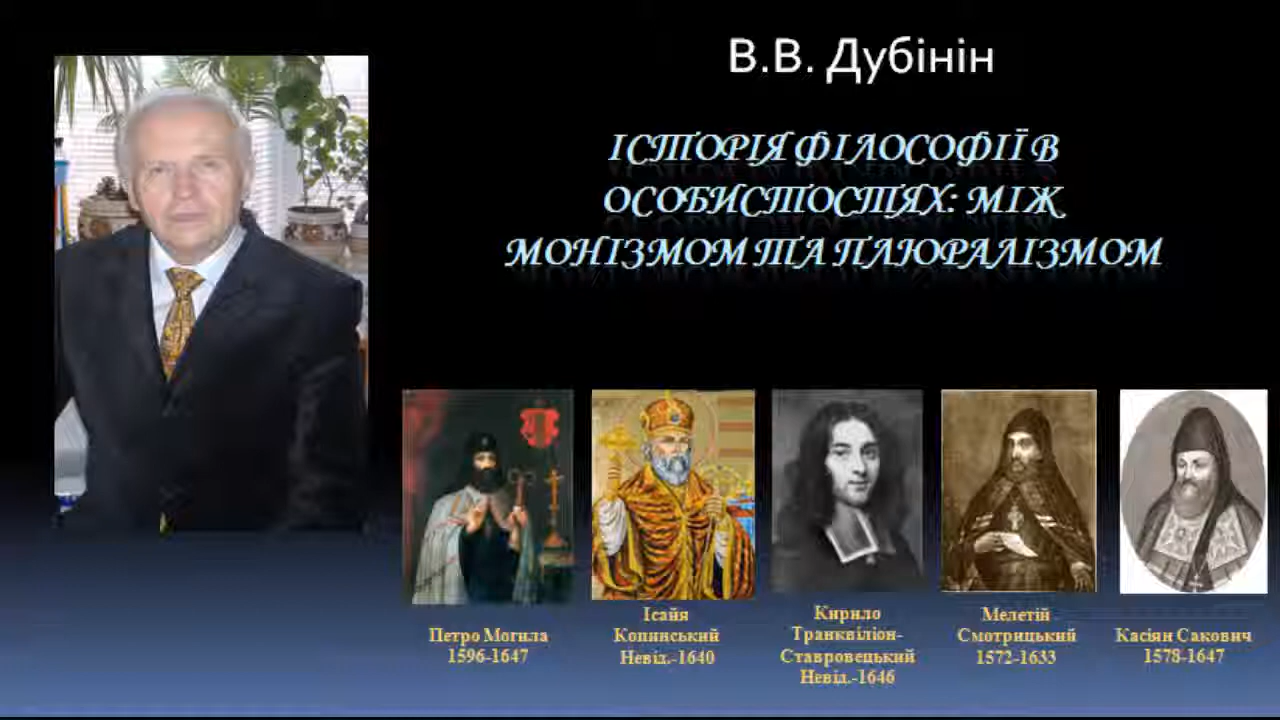 В.В. Дубінін
ІСТОРІЯ ФІЛОСОФІЇ В
ОСОБИСТОСТЯХ: МІЖ
МОНІЗМОМ ТА ПЛЮРАЛІЗМОМ
Петро Могила
1596-1647
Ісайя
Копинський
Невід.-1640
Кирило
Транквіліон-
Ставровецький
Невід.-1646
Мелетій
Смотрицький
1572-1633
Касіян Сакович
1578-1647